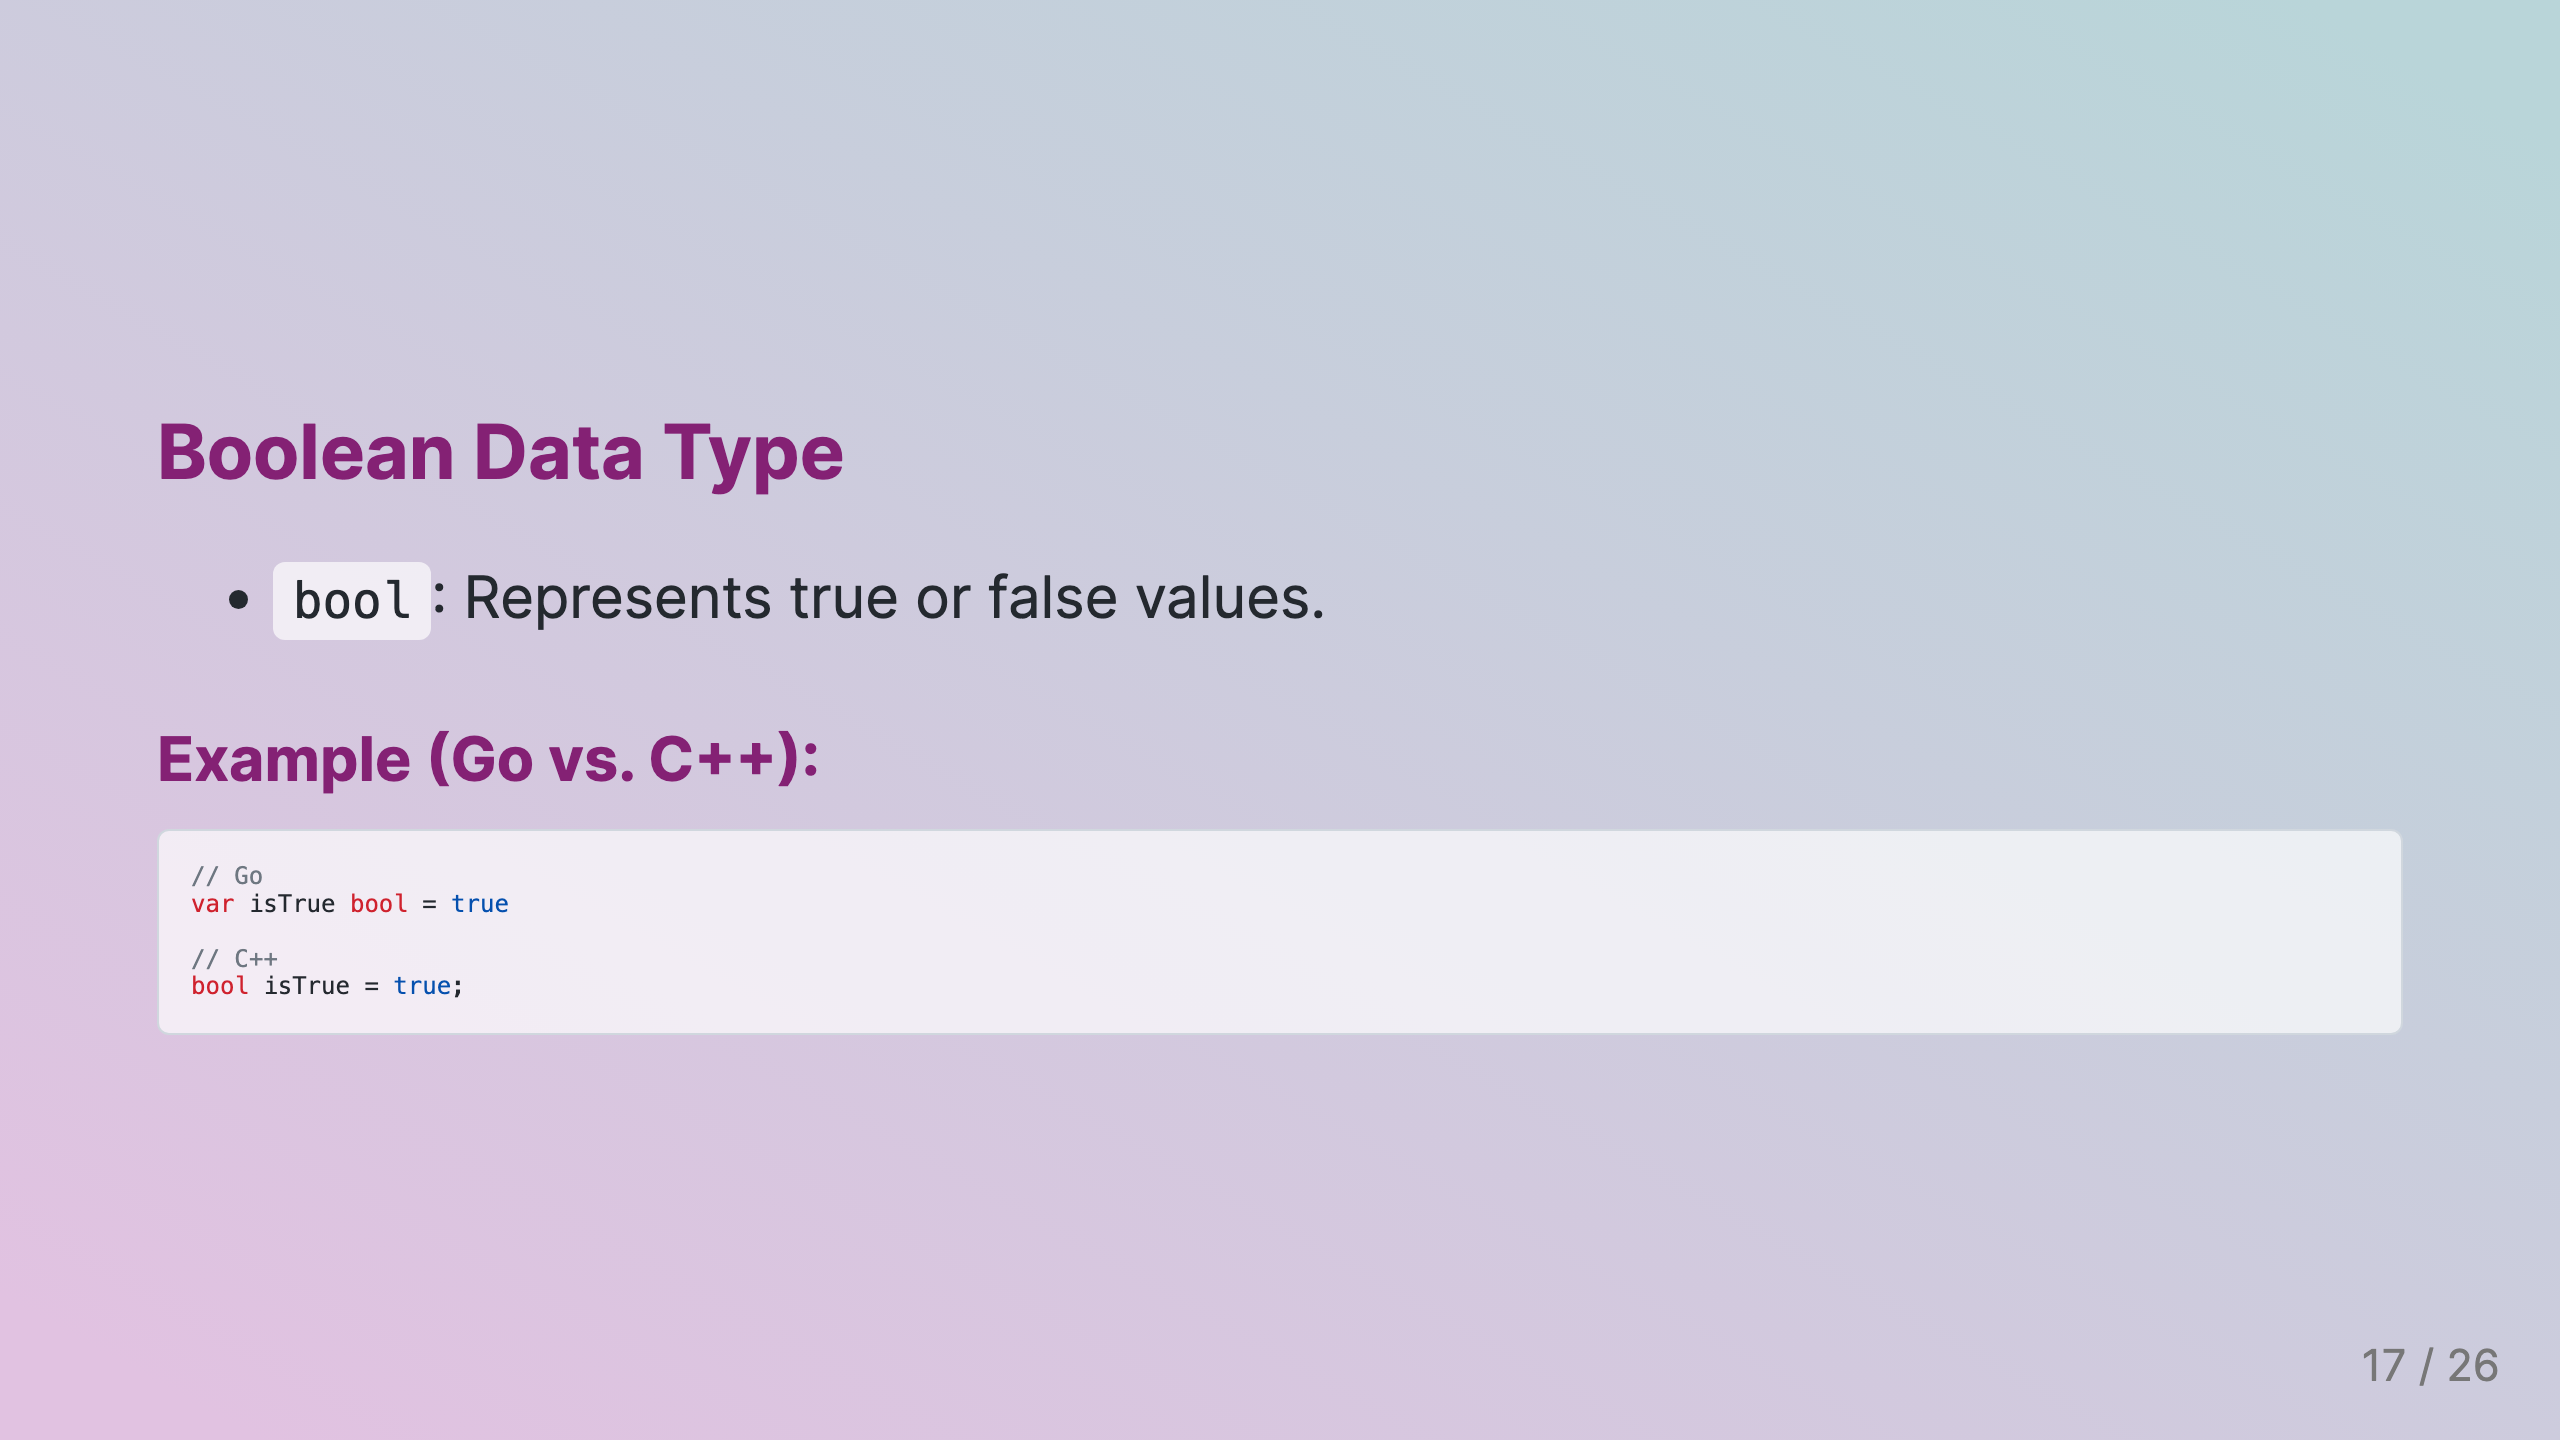 Boolean Data Type
• bool: Represents true or false values.
Example (Go vs. C++):
// Go
var isTrue bool = true
// C++
bool isTrue = true;
17 / 26